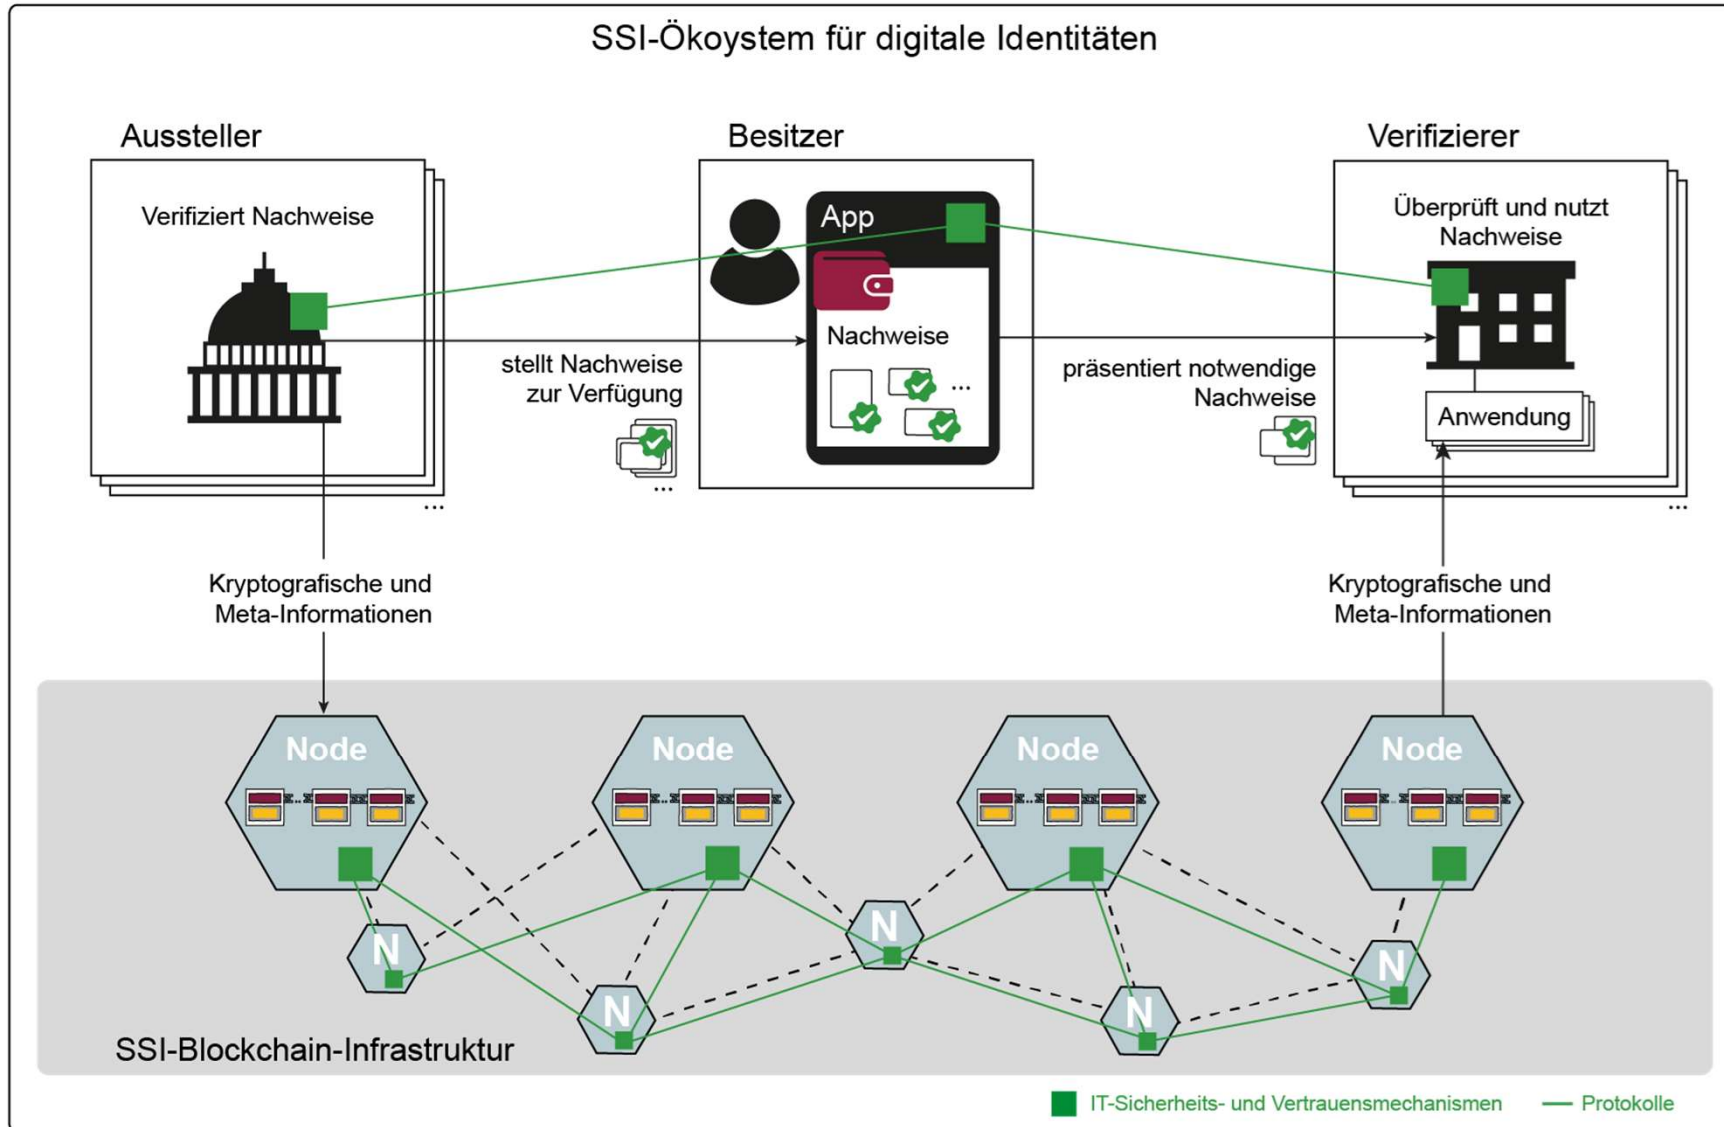 SSI-Ökoystem für digitale Identitäten
Aussteller
Verifiziert Nachweise
...
stellt Nachweise
zur Verfügung
...
Besitzer
App
Nachweise
...
präsentiert notwendige
Nachweise
Verifizierer
Überprüft und nutzt
Nachweise
Anwendung
...
Kryptografische und
Meta-Informationen
Kryptografische und
Meta-Informationen
Node
Node
Node
Node
N
N
N
N
N
SSI-Blockchain-Infrastruktur
IT-Sicherheits- und Vertrauensmechanismen
Protokolle